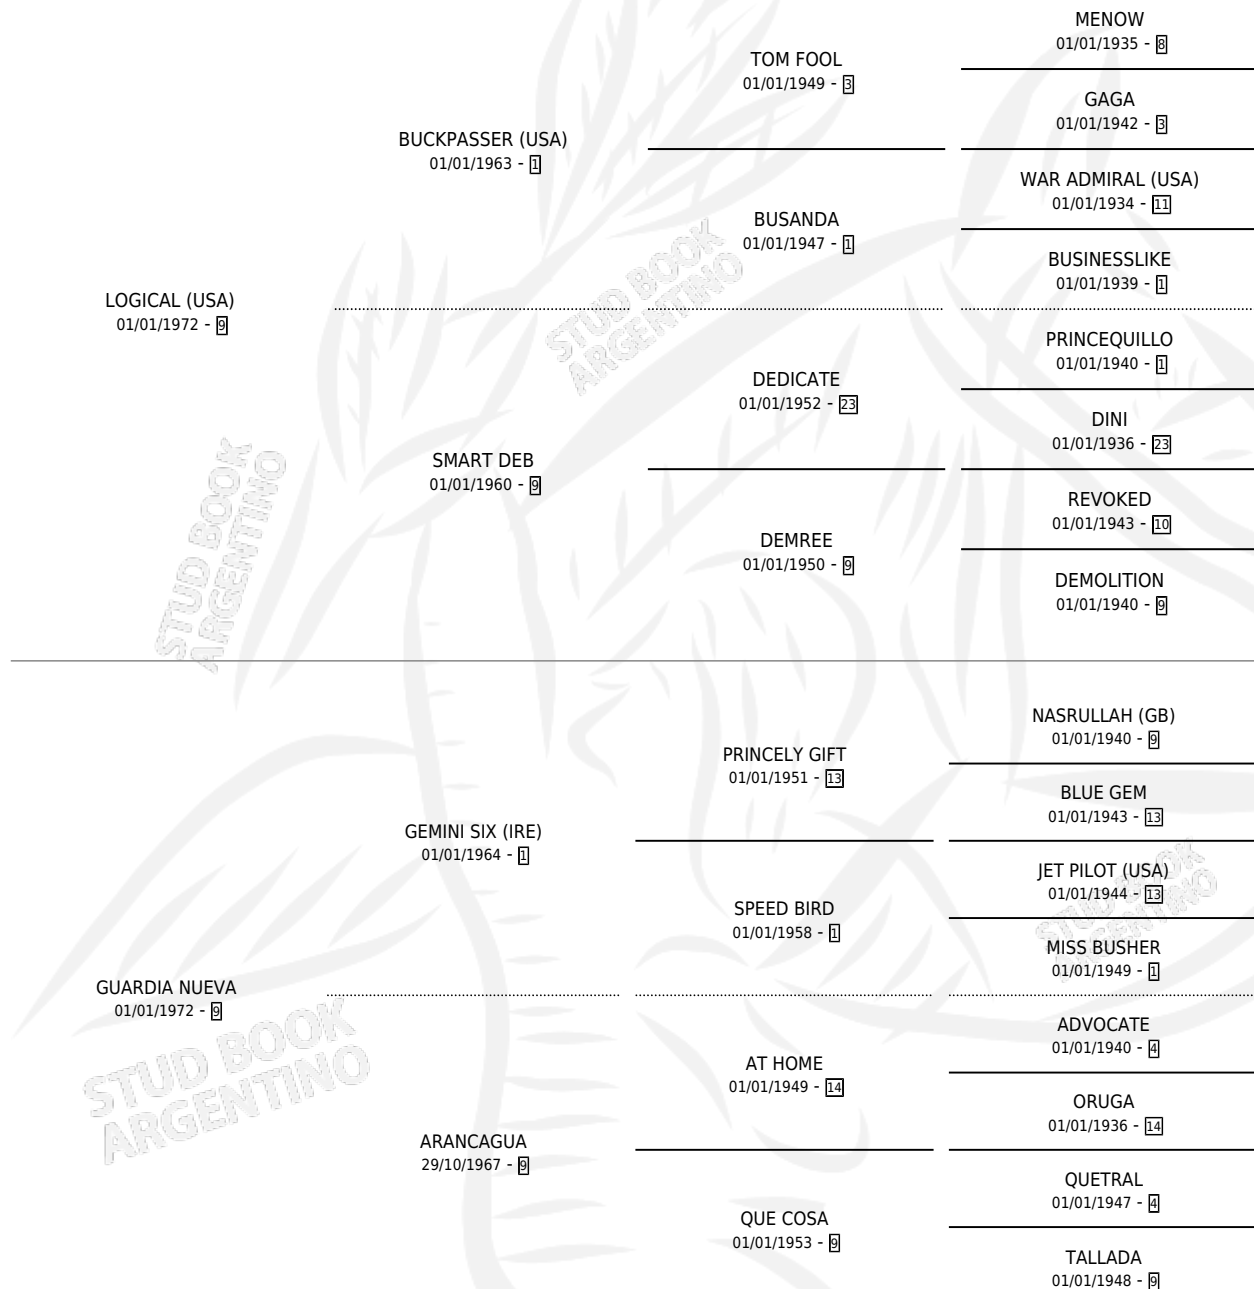 MENOW
01/01/1935 - 8
TOM FOOL
01/01/1949 - 3
GAGA
01/01/1942 - 3
BUCKPASSER (USA)
01/01/1963 - 1
WAR ADMIRAL (USA)
01/01/1934 - 11
BUSANDA
01/01/1947 - 1
BUSINESSLIKE
01/01/1939 - 1
LOGICAL (USA)
01/01/1972 - 9
STUD BOOK
ARGENTINO
PRINCEQUILLO
01/01/1940 - 1
DEDICATE
01/01/1952 - 23
DINI
01/01/1936 - 23
SMART DEB
01/01/1960 - 9
REVOKED
01/01/1943 - 10
DEMREE
01/01/1950 - 9
DEMOLITION
01/01/1940 - 9
STUD BOOK
ARGENTINO
NASRULLAH (GB)
01/01/1940 - 9
PRINCELY GIFT
01/01/1951 - 13
BLUE GEM
01/01/1943 - 13
GEMINI SIX (IRE)
01/01/1964 - 1
JET PILOT (USA)
01/01/1944 - 13
SPEED BIRD
01/01/1958 - 1
STUD BOOK
ARGENTINO
MISS BUSHER
01/01/1949 - 1
GUARDIA NUEVA
01/01/1972 - 9
STUD BOOK
ARGENTINO
ADVOCATE
01/01/1940 - 4
AT HOME
01/01/1949 - 14
ORUGA
01/01/1936 - 14
ARANCAGUA
29/10/1967 - 9
QUETRAL
01/01/1947 - 4
QUE COSA
01/01/1953 - 9
TALLADA
01/01/1948 - 9